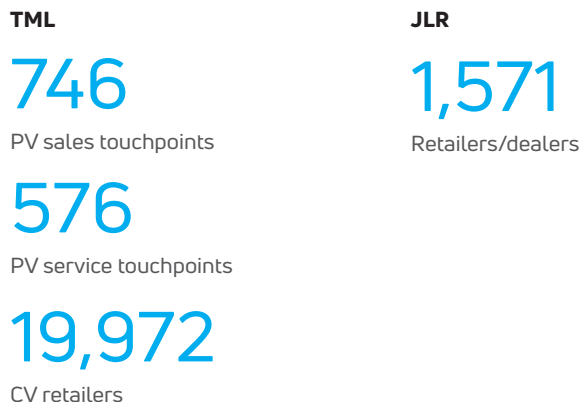 TML
746
PV sales touchpoints
576
PV service touchpoints
19,972
CV retailers
JLR
1,571
Retailers/dealers